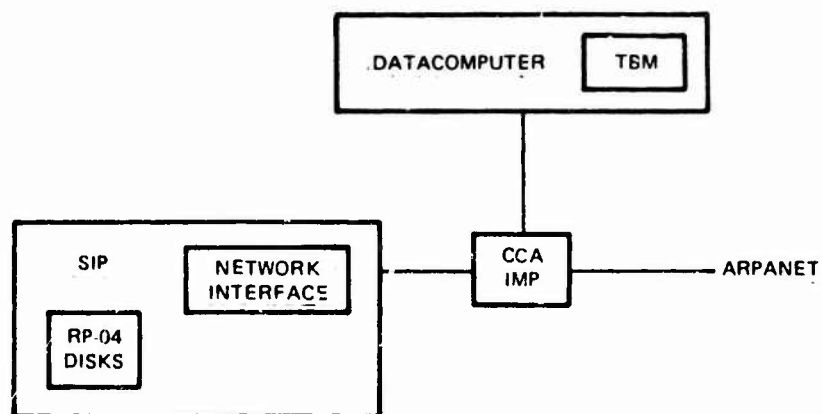 DATACOMPUTER
TBM
SIP
NETWORK
INTERFACE
CCA
IMP
ARPANET
RP-04
DISKS